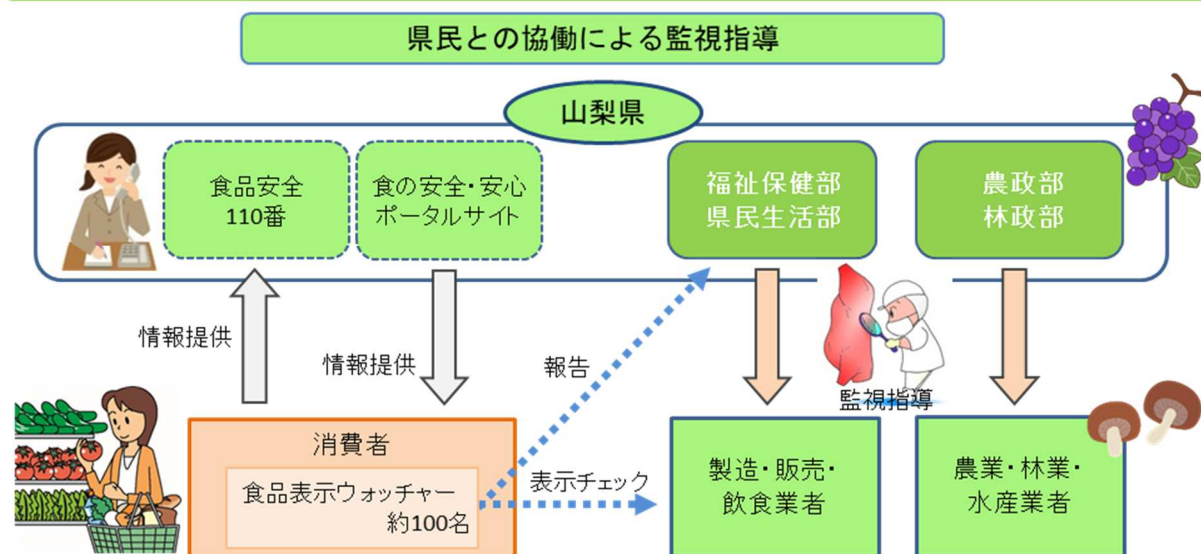 県民との協働による監視指導
山梨県
食品安全
110番
食の安全・安心
ポータルサイト
福祉保健部
県民生活部
農政部
林政部
情報提供
情報提供
報告
監視指導
消費者
食品表示ウォッチャー
約100名
表示チェック
製造・販売・
飲食業者
農業・林業・
水産業者